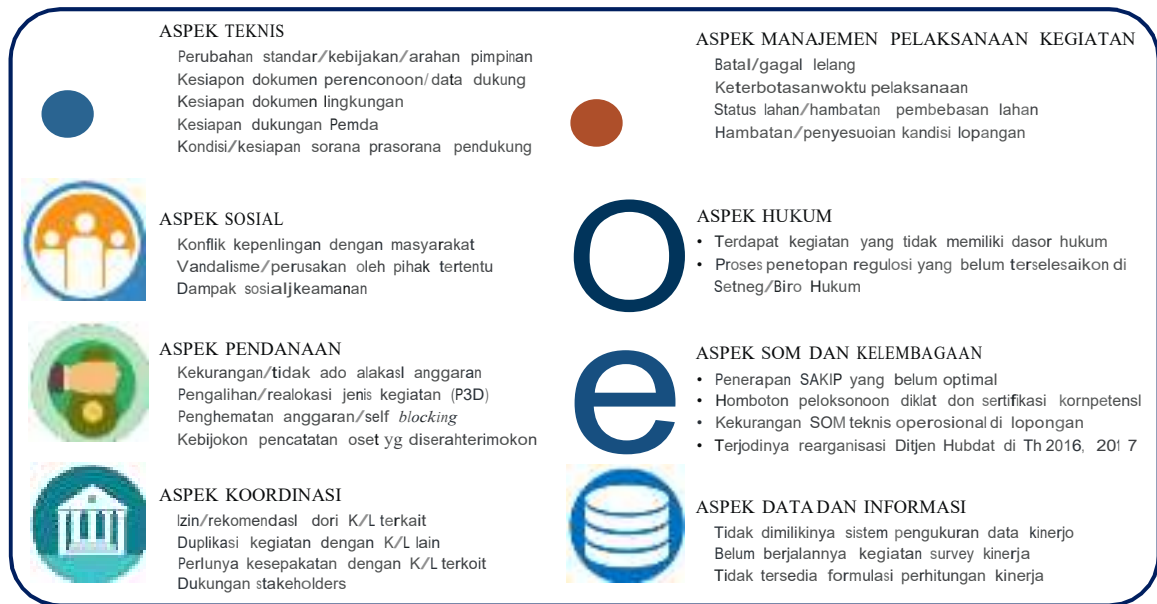 ASPEK TEKNIS
Perubahan standar/kebijakan/arahan pimpinan
Kesiapon dokumen perenconoon/data dukung
Kesiapan dokumen lingkungan
Kesiapan dukungan Pemda
Kondisi/kesiapan sorana prasorana pendukung
ASPEK SOSIAL
Konflik kepenlingan dengan masyarakat
Vandalisme/perusakan oleh pihak tertentu
Dampak sosialjkeamanan
ASPEK PENDANAAN
Kekurangan/tidak ado alakasl anggaran
Pengalihan/realokasi jenis kegiatan (P3D)
Penghematan anggaran/self blocking
Kebijokon pencatatan oset yg diserahterimokon
ASPEK KOORDINASI
lzin/rekomendasl dori K/L terkait
Duplikasi kegiatan dengan K/L lain
Perlunya kesepakatan dengan K/L terkoit
Dukungan stakeholders
ASPEK MANAJEMEN PELAKSANAAN KEGIATAN
Batal/gagal lelang
Keterbotasanwoktu pelaksanaan
Status lahan/hambatan pembebasan lahan
Hambatan/penyesuoian kandisi lopangan
O
ASPEK HUKUM
• Terdapat kegiatan yang tidak memiliki dasor hukum
• Proses penetopan regulosi yang belum terselesaikon di
Setneg/Biro Hukum
e
ASPEK SOM DAN KELEMBAGAAN
• Penerapan SAKIP yang belum optimal
• Homboton peloksonoon diklat don sertifikasi kornpetensl
• Kekurangan SOM teknis operosional di lopongan
• Terjodinya rearganisasi Ditjen Hubdat di Th 2016, 201 7
ASPEK DATA DAN INFORMASI
Tidak dimilikinya sistem pengukuran data kinerjo
Belum berjalannya kegiatan survey kinerja
Tidak tersedia formulasi perhitungan kinerja